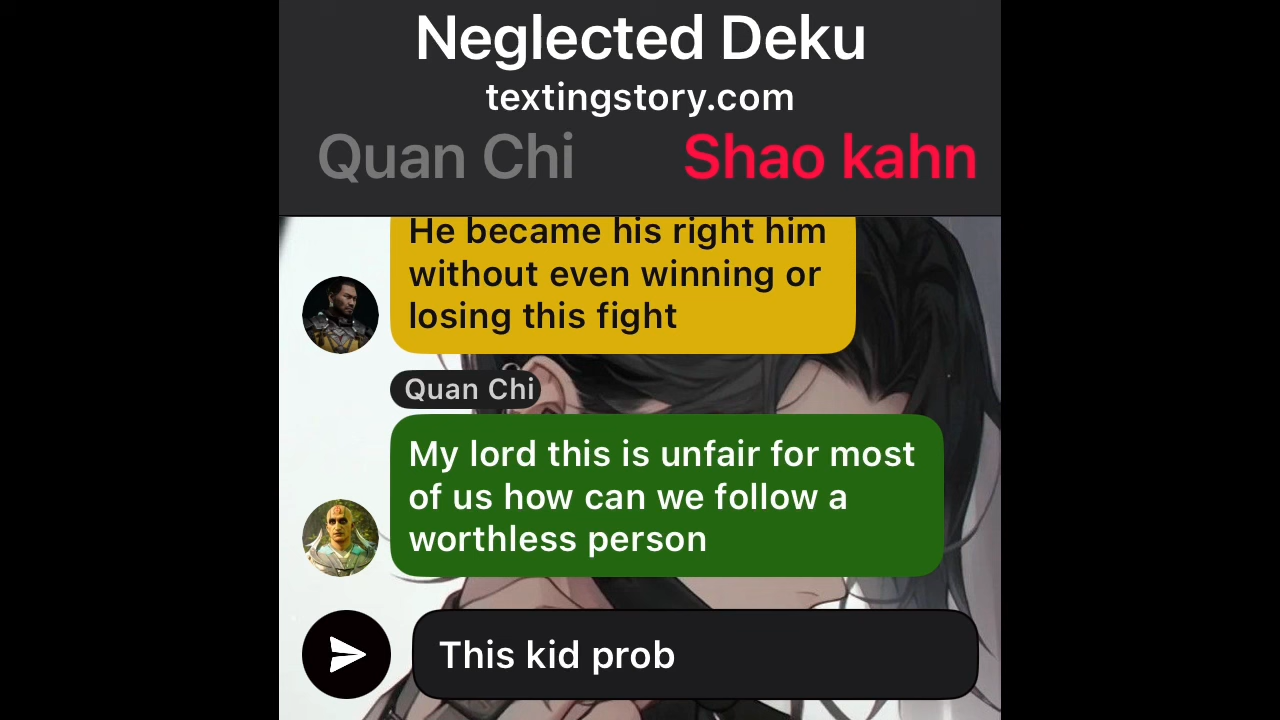 Neglected Deku
textingstory.com
Quan Chi Shao kahn
He became his right him
without even winning or
losing this fight
Quan Chi
My lord this is unfair for most
of us how can we follow a
worthless person
This kid prob